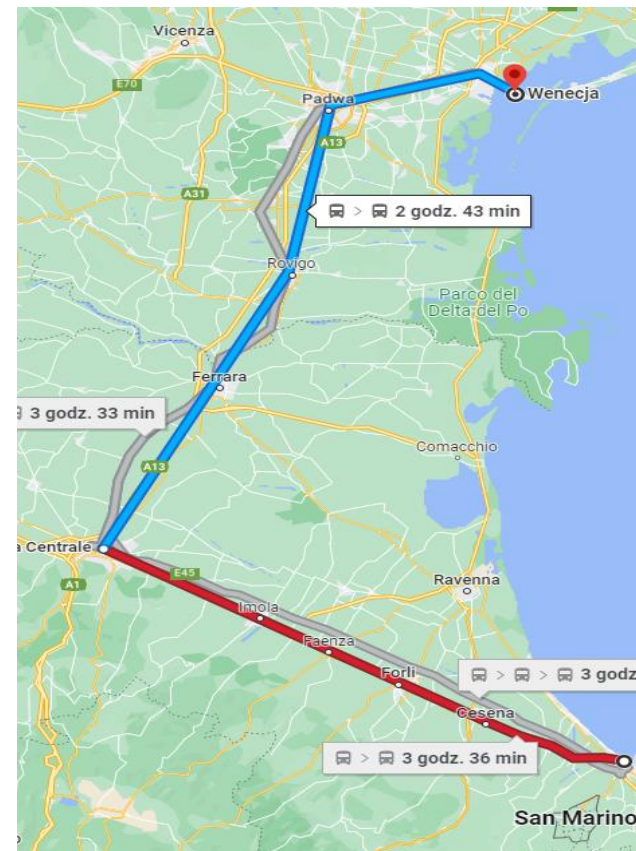 Vicenza
E70
Wenecja
Padwa
A13
A31
2 godz. 43 min
Rovigo
Parco del
Delta del Po
Ferrara
3 godz. 33 min
Comacchio
A13
a Centrale
E45
A1
Ravenna
Imola
Faenza
Forlì
3 godz
Cesena
3 godz. 36 min
San Marino